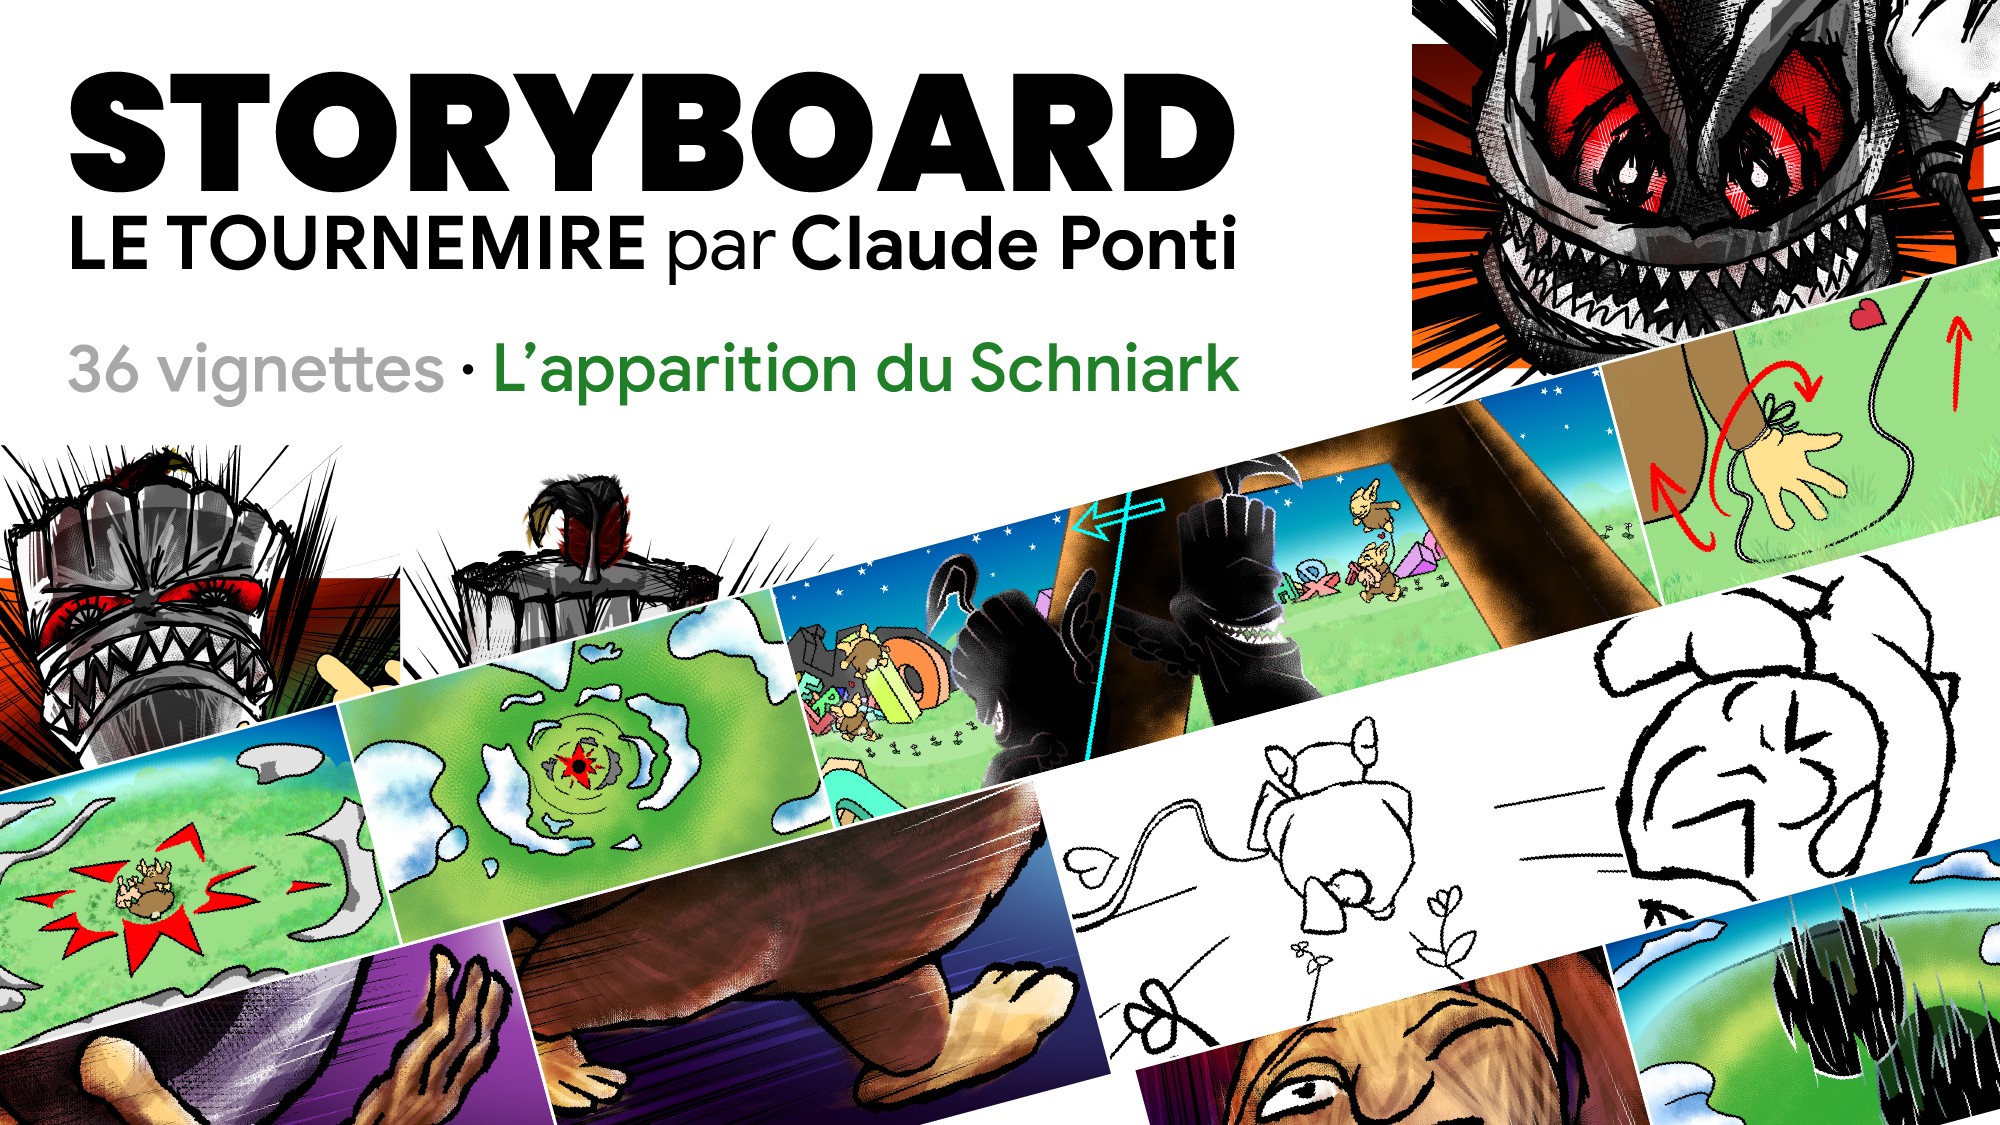 STORYBOARD
LE TOURNEMIRE par Claude Ponti
36 vignettes · L’apparition du Schniark